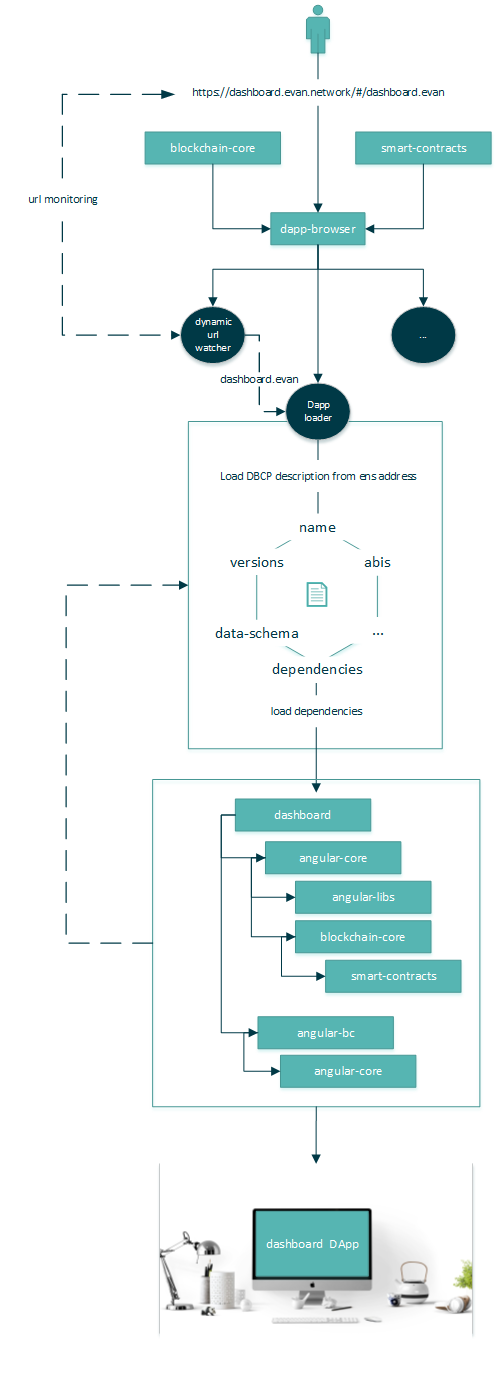 https://dashboard.evan.network/#/dashboard.evan
blockchain-core
smart-contracts
url monitoring
dapp-browser
dynamic
url
watcher
...
dashboard.evan
Dapp
loader
Load DBCP description from ens address
name
versions
abis
data-schema
...
dependencies
load dependencies
dashboard
angular-core
angular-libs
blockchain-core
smart-contracts
angular-bc
angular-core
dashboard DApp